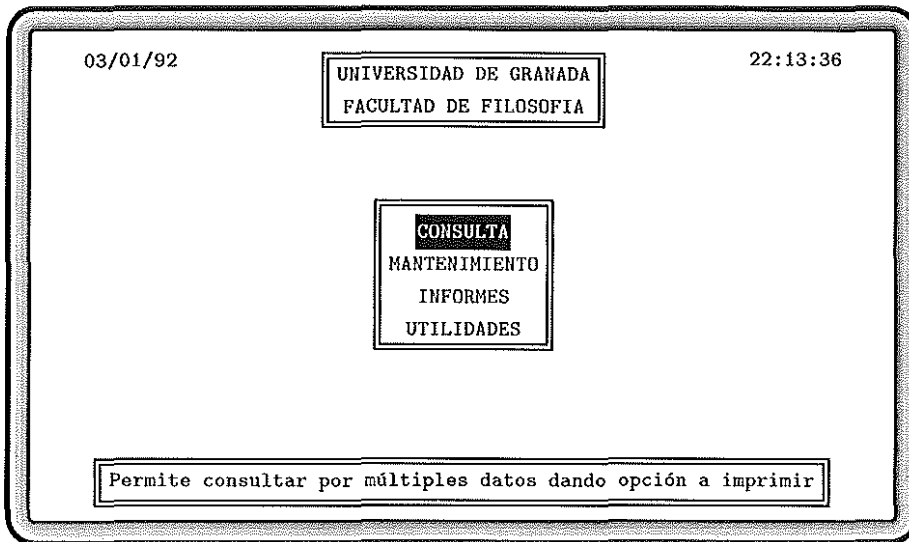 03/01/92
UNIVERSIDAD DE GRANADA
FACULTAD DE FILOSOFIA
22:13:36
CONSULTA
MANTENIMIENTO
INFORMES
UTILIDADES
Permite consultar por múltiples datos dando opción a imprimir